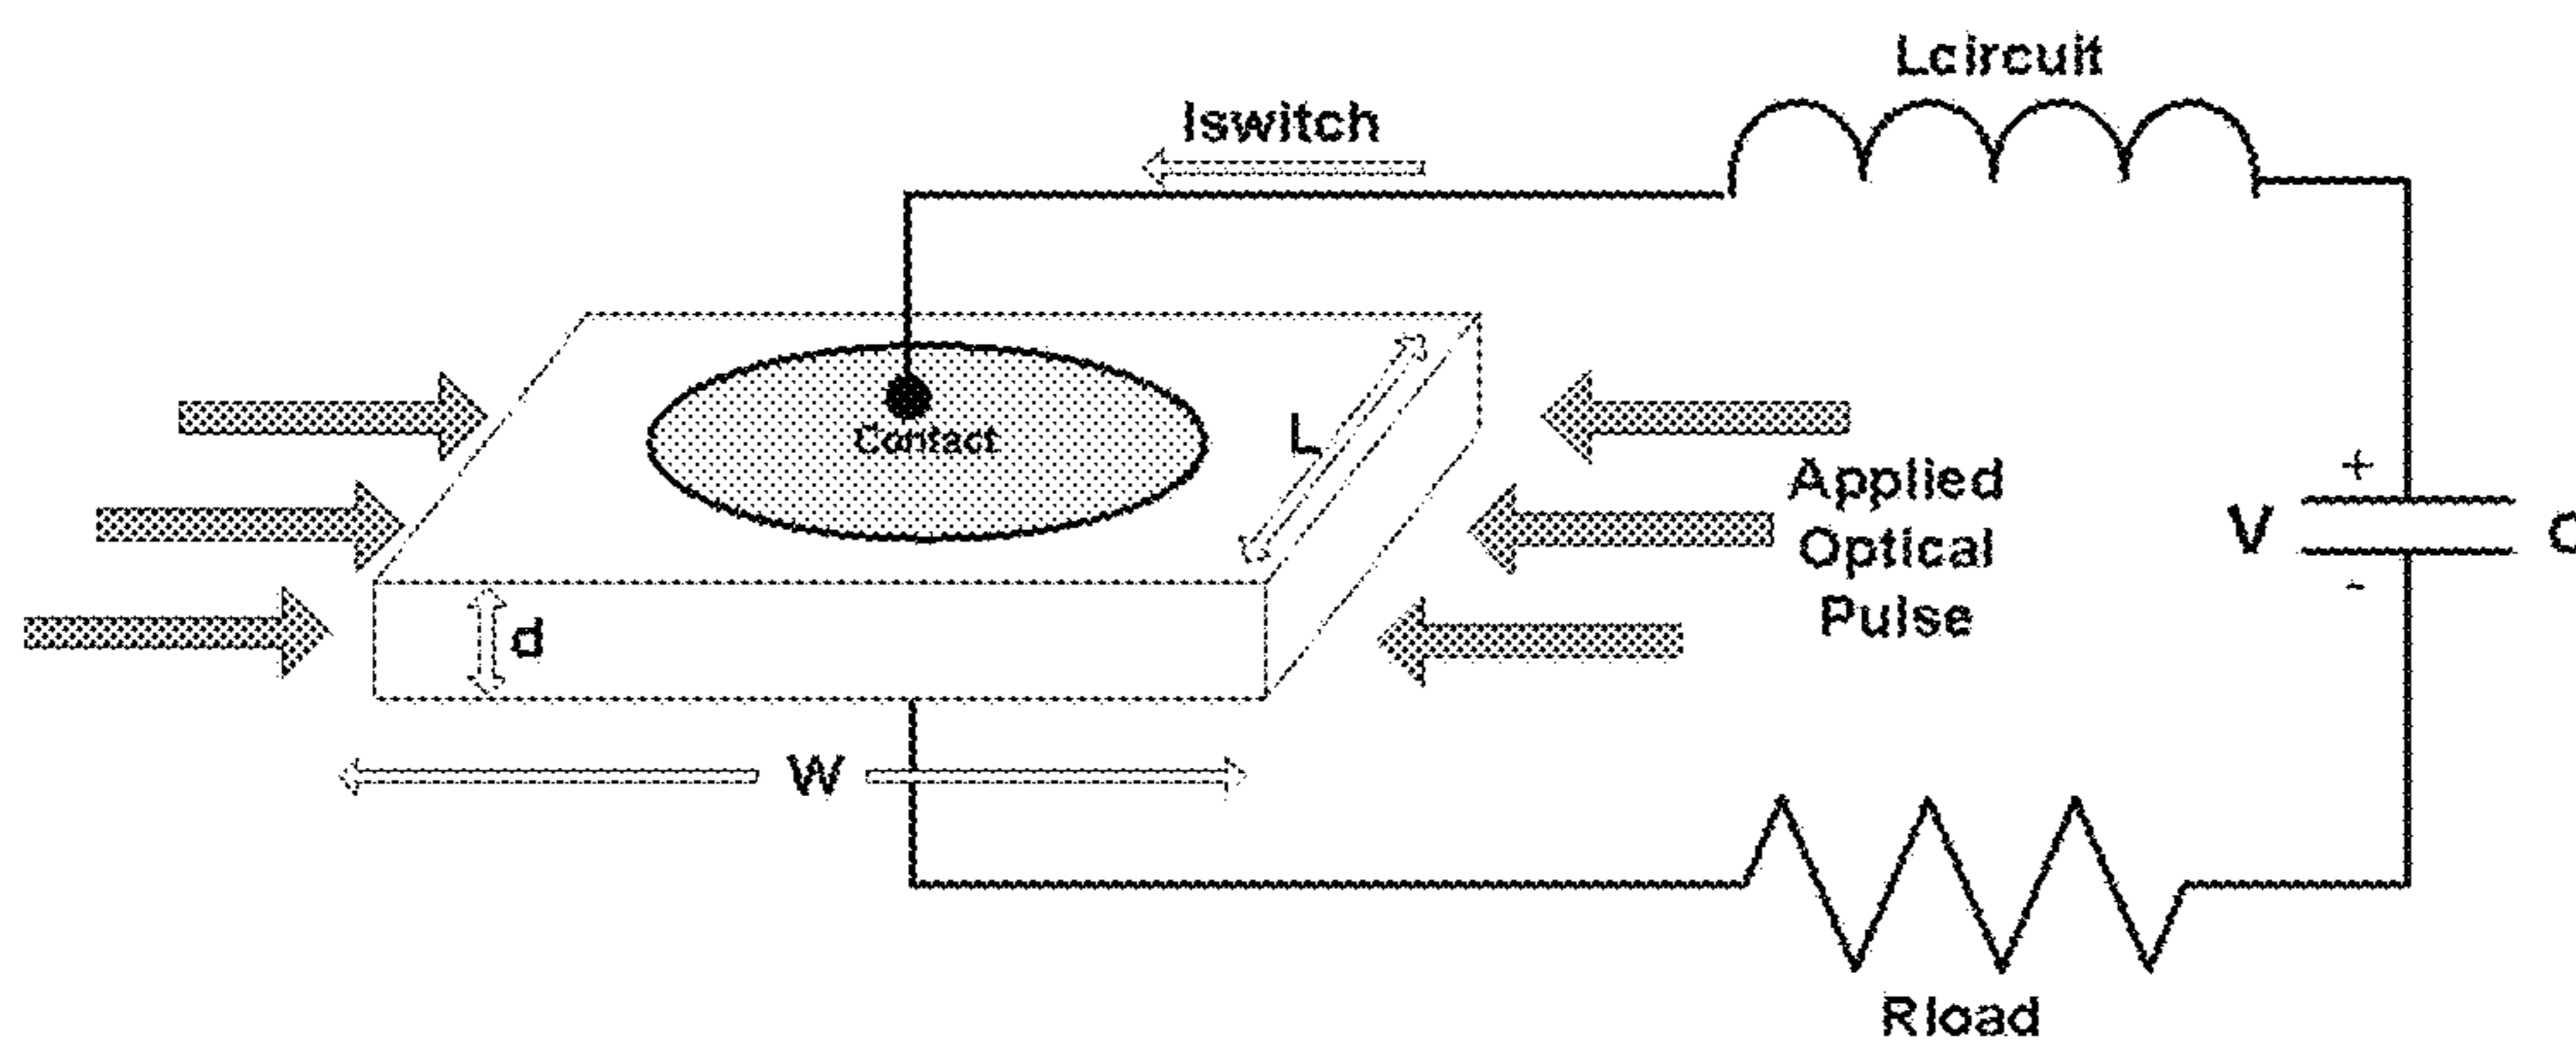 Lcircuit
Iswitch
Contact
L
Applied
Optical
Pulse
+
V
-
d
W
Rload